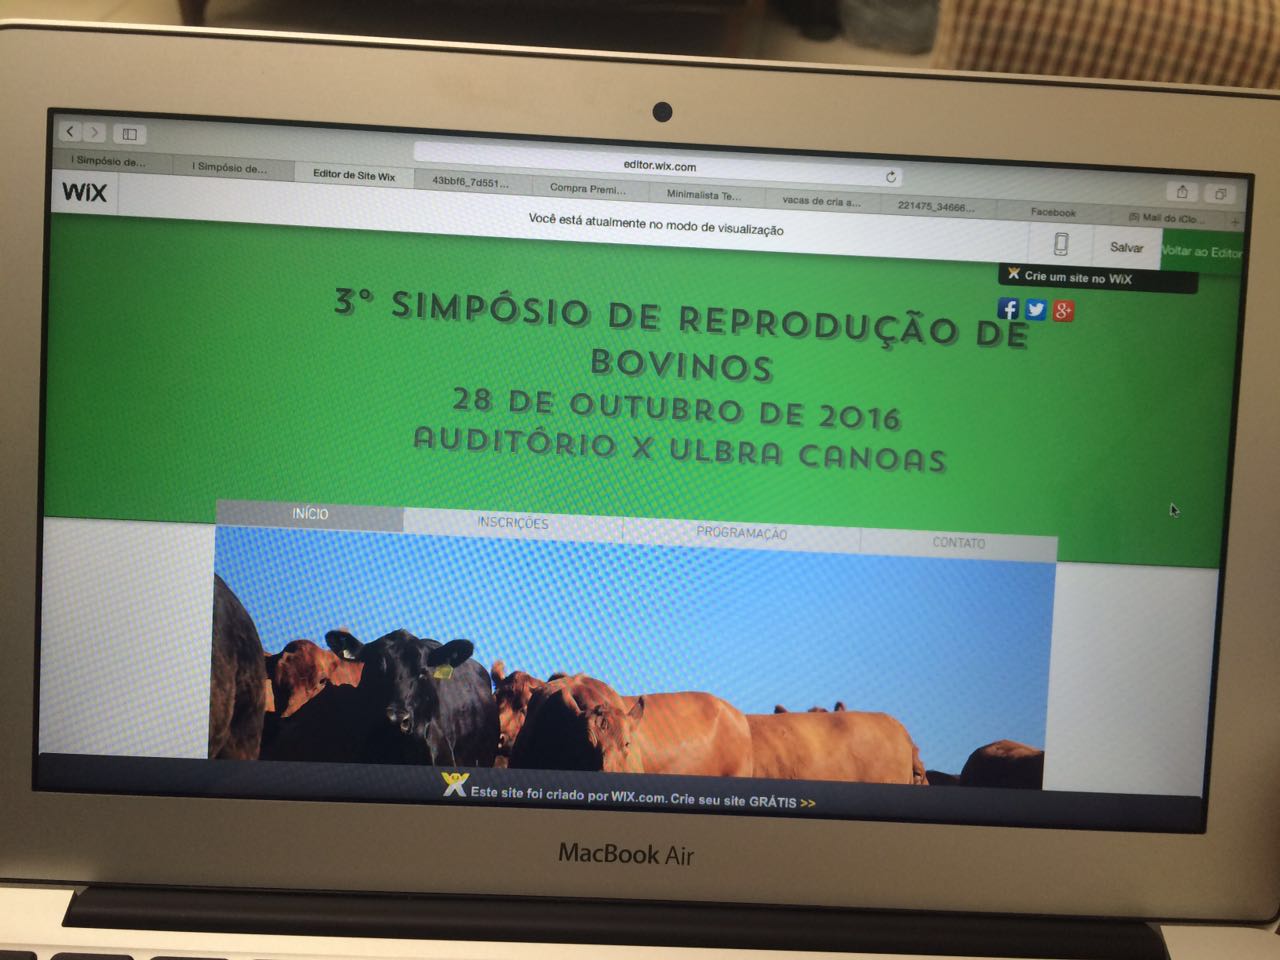 I Simpósio de...
I Simpósio de...
Editor de Site Wix
43bbf6_7d551...
Compra Premi...
Minimalista Te...
vacas de cria a...
221475_34666...
Facebook
(5) Mail do iClo...
editor.wix.com
WiX
Você está atualmente no modo de visualização
Salvar
Voltar ao Editor
Crie um site no WiX
3º SIMPÓSIO DE REPRODUÇÃO DE
BOVINOS
28 DE OUTUBRO DE 2016
AUDITÓRIO X ULBRA CANOAS
INÍCIO
INSCRIÇÕES
PROGRAMAÇÃO
CONTATO
Este site foi criado por WIX.com. Crie seu site GRÁTIS >>
MacBook Air